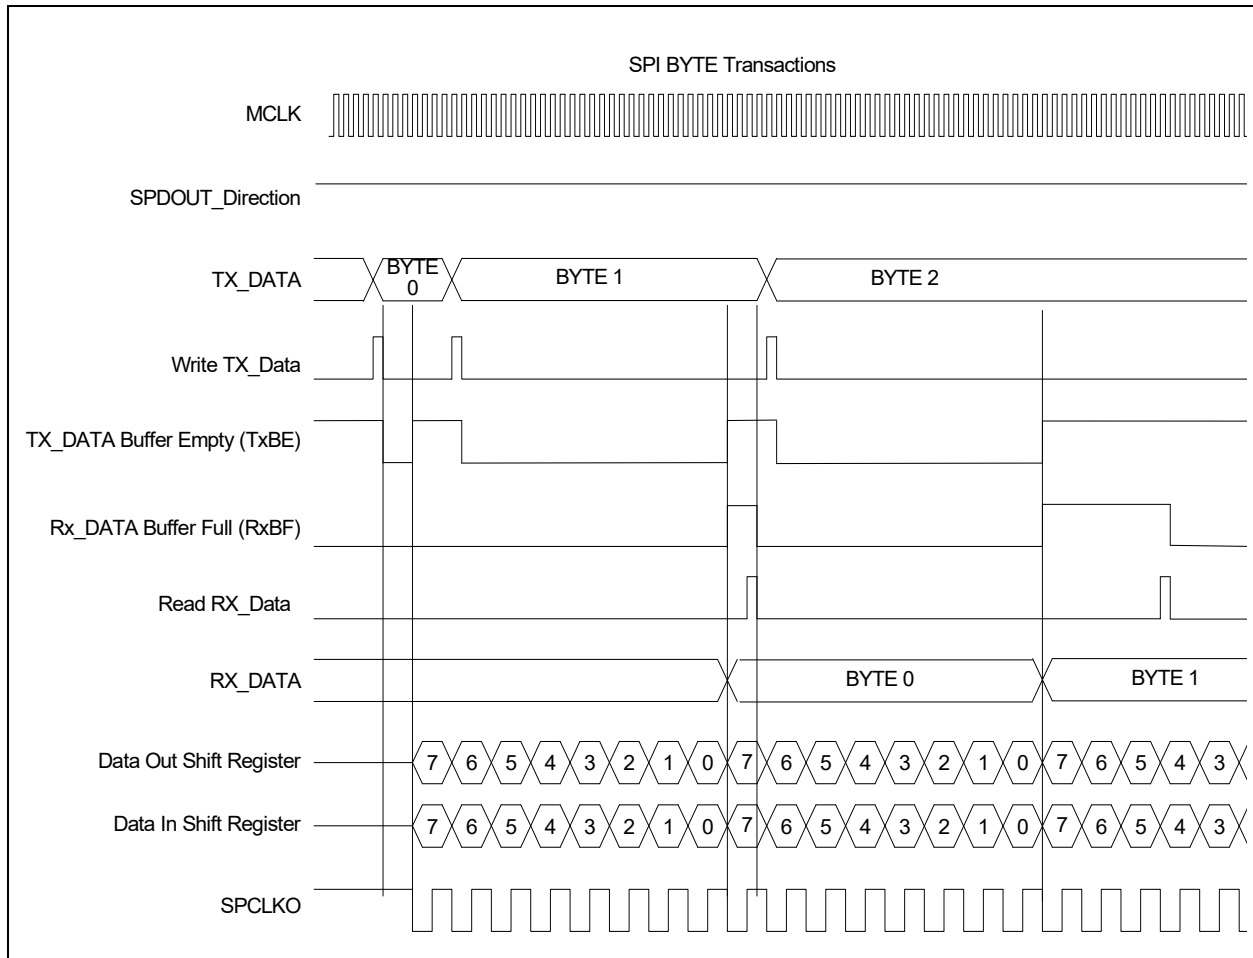 SPI BYTE Transactions
MCLK
SPDOUT_Direction
TX_DATA
BYTE
0
BYTE 1
BYTE 2
Write TX_Data
TX_DATA Buffer Empty (TxBE)
Rx_DATA Buffer Full (RxBF)
Read RX_Data
RX_DATA
BYTE 0
BYTE 1
Data Out Shift Register 7 6 5 4 3 2 1 0 7 6 5 4 3 2 1 0 7 6 5 4 3
Data In Shift Register 7 6 5 4 3 2 1 0 7 6 5 4 3 2 1 0 7 6 5 4 3
SPCLKO